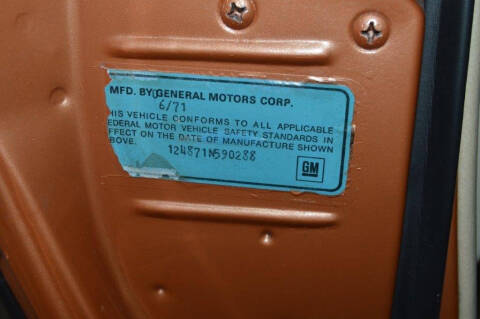 MFD. BY GENERAL MOTORS CORP.
6/71
HIS VEHICLE CONFORMS TO ALL APPLICABLE
EDERAL MOTOR VEHICLE SAFETY STANDARDS IN
FFECT ON THE DATE OF MANUFACTURE SHOWN
BOVE.
124871N590288
GM